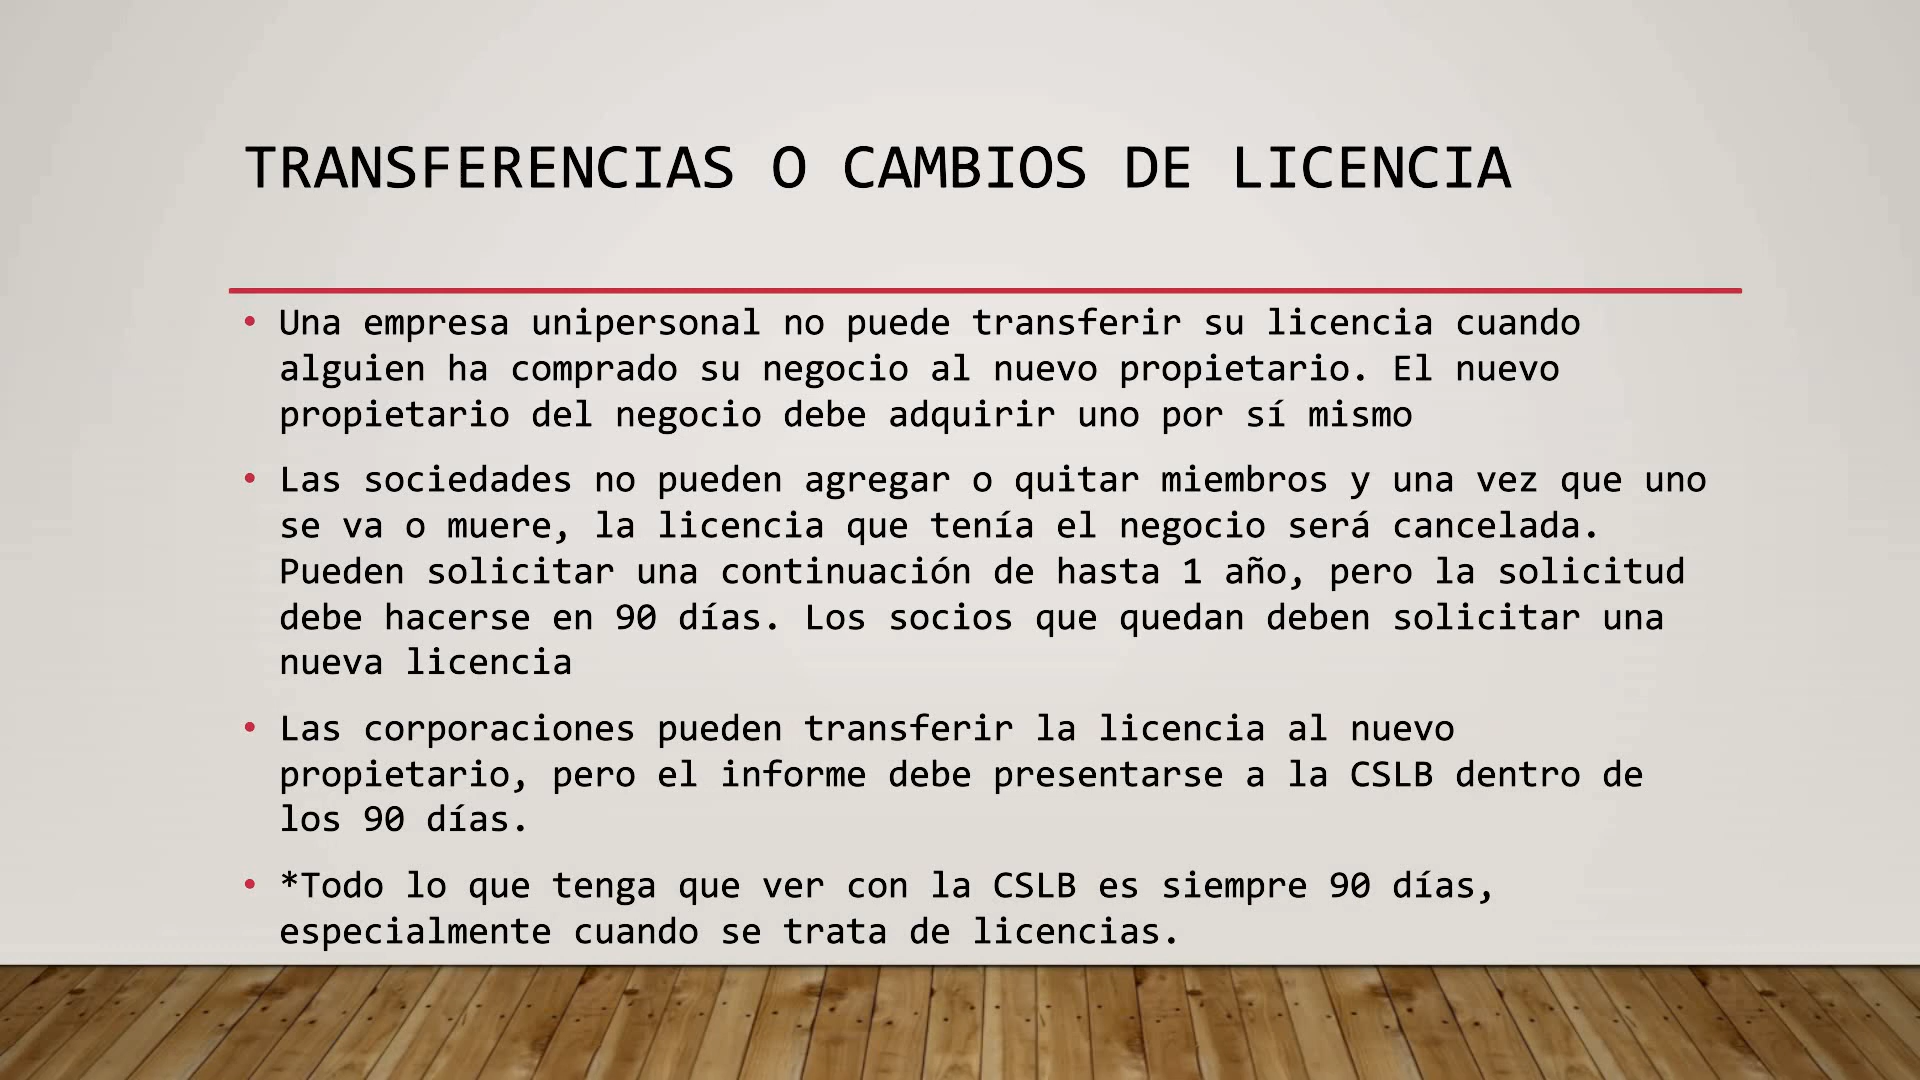 TRANSFERENCIAS O CAMBIOS DE LICENCIA
• Una empresa unipersonal no puede transferir su licencia cuando
alguien ha comprado su negocio al nuevo propietario. El nuevo
propietario del negocio debe adquirir uno por sí mismo
• Las sociedades no pueden agregar o quitar miembros y una vez que uno
se va o muere, la licencia que tenía el negocio será cancelada.
Pueden solicitar una continuación de hasta 1 año, pero la solicitud
debe hacerse en 90 días. Los socios que quedan deben solicitar una
nueva licencia
• Las corporaciones pueden transferir la licencia al nuevo
propietario, pero el informe debe presentarse a la CSLB dentro de
los 90 días.
• *Todo lo que tenga que ver con la CSLB es siempre 90 días,
especialmente cuando se trata de licencias.